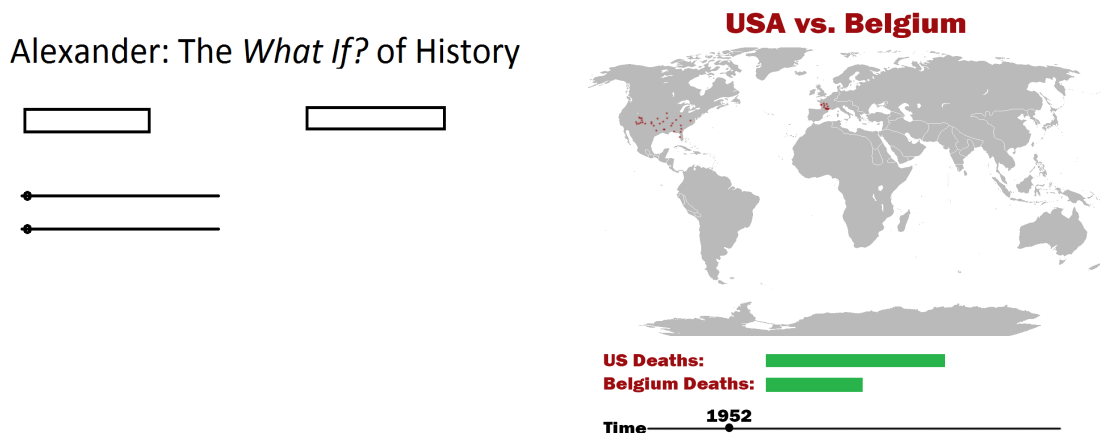 Alexander: The What If? of History
USA vs. Belgium
US Deaths:
Belgium Deaths:
1952
Time